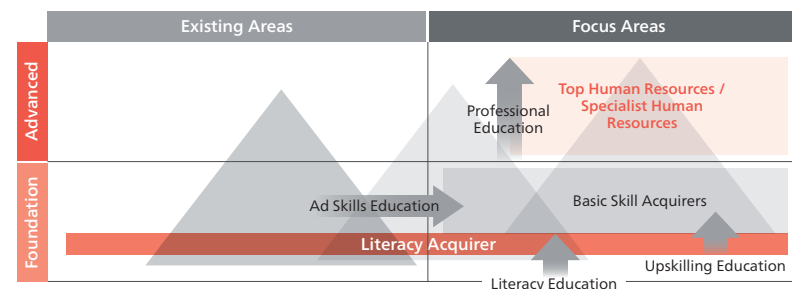 Existing Areas
Focus Areas
Advanced
Top Human Resources /
Specialist Human
Resources
Professional
Education
Foundation
Ad Skills Education
Basic Skill Acquirers
Literacy Acquirer
Upskilling Education
Literacy Education